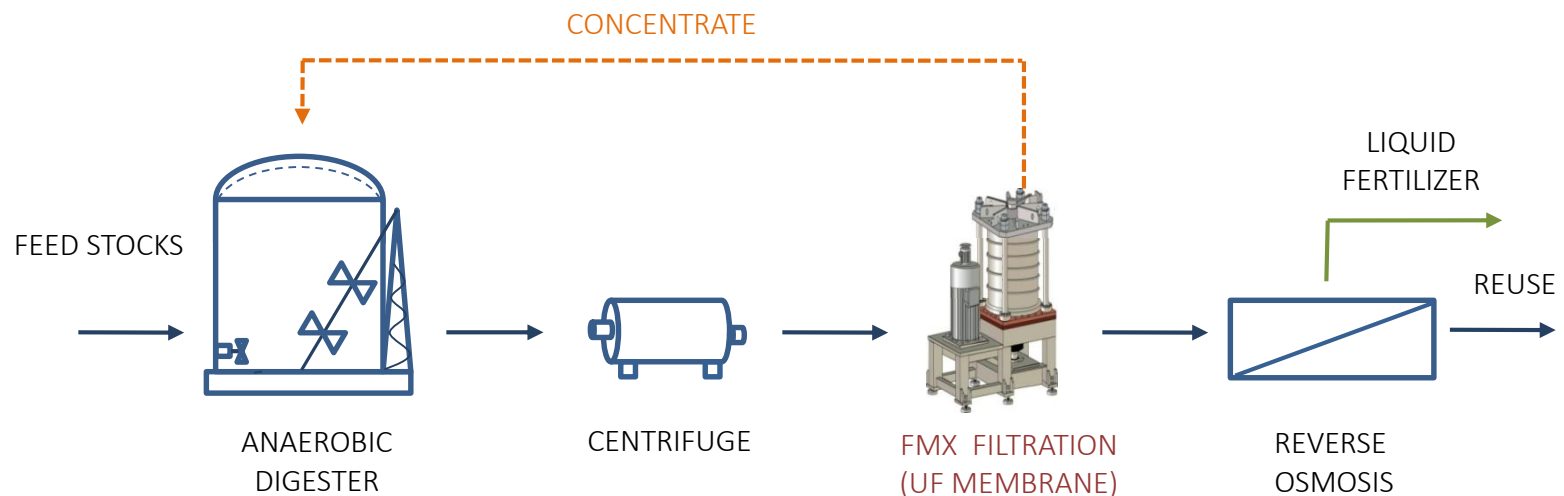 CONCENTRATE
LIQUID
FERTILIZER
FEED STOCKS
REUSE
ANAEROBIC
DIGESTER
CENTRIFUGE
FMX FILTRATION
(UF MEMBRANE)
REVERSE
OSMOSIS